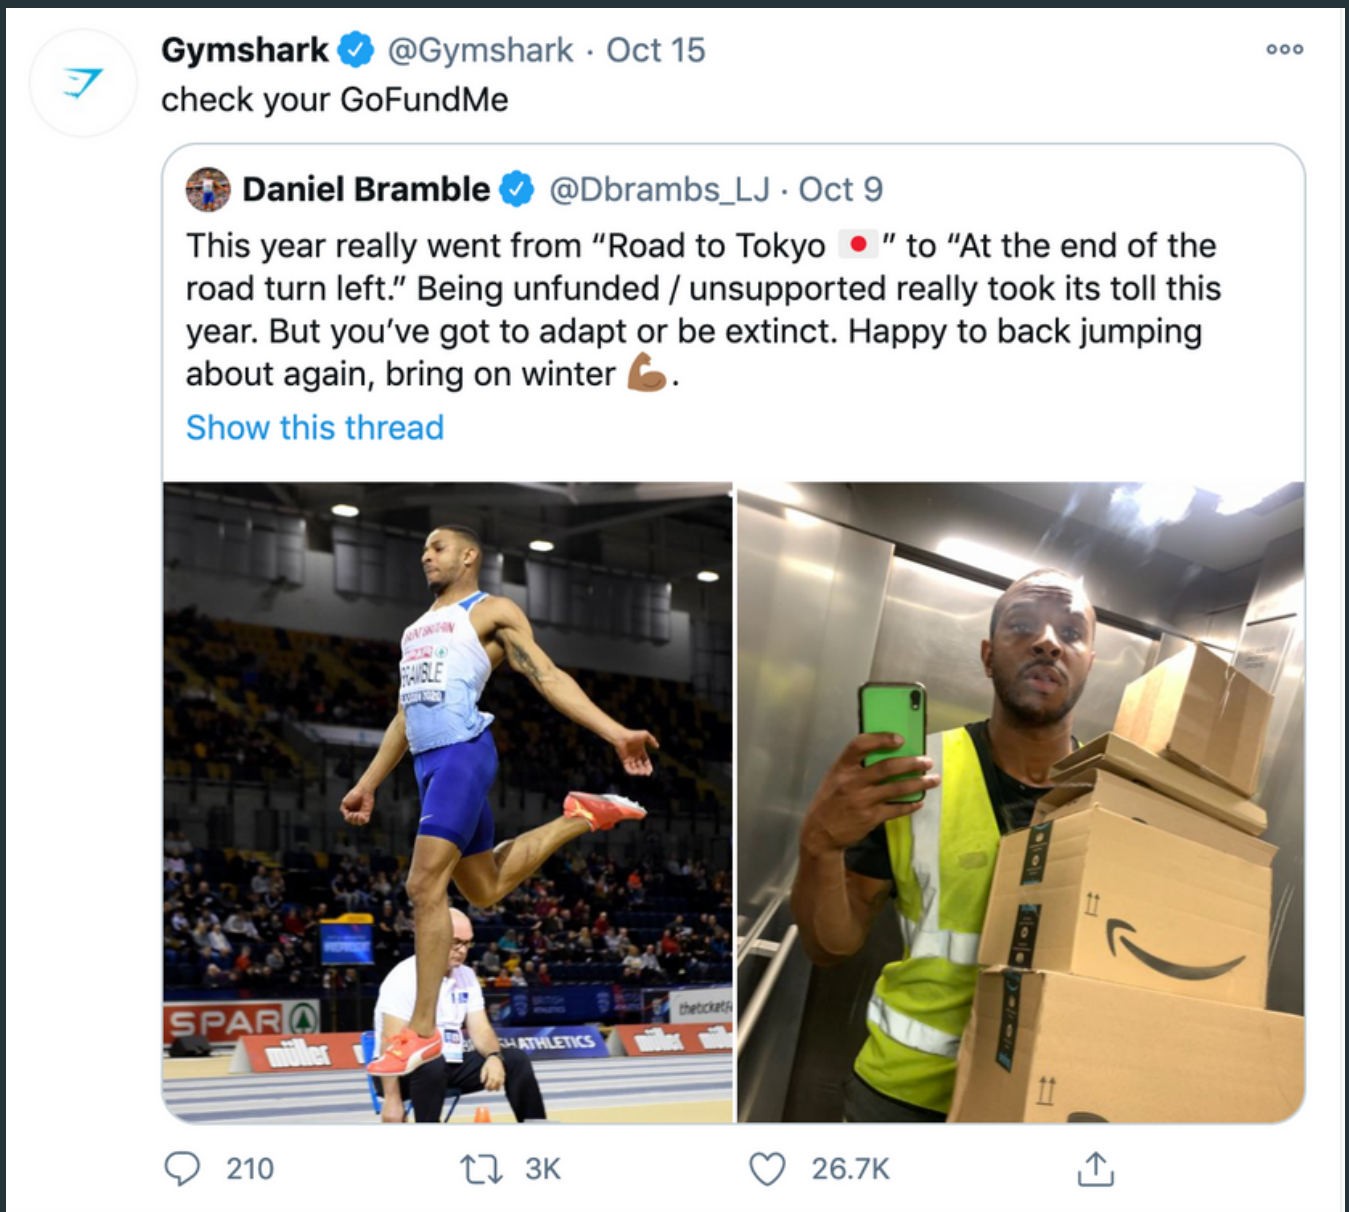 Gymshark @Gymshark · Oct 15
check your GoFundMe
Daniel Bramble @Dbrambs_LJ · Oct 9
This year really went from “Road to Tokyo 🇯🇵” to “At the end of the
road turn left.” Being unfunded / unsupported really took its toll this
year. But you’ve got to adapt or be extinct. Happy to back jumping
about again, bring on winter 💪🏾.
Show this thread
BRAMBLE
SPAR
müller
ATHLETICS
müller
theticket
210 3K 26.7K